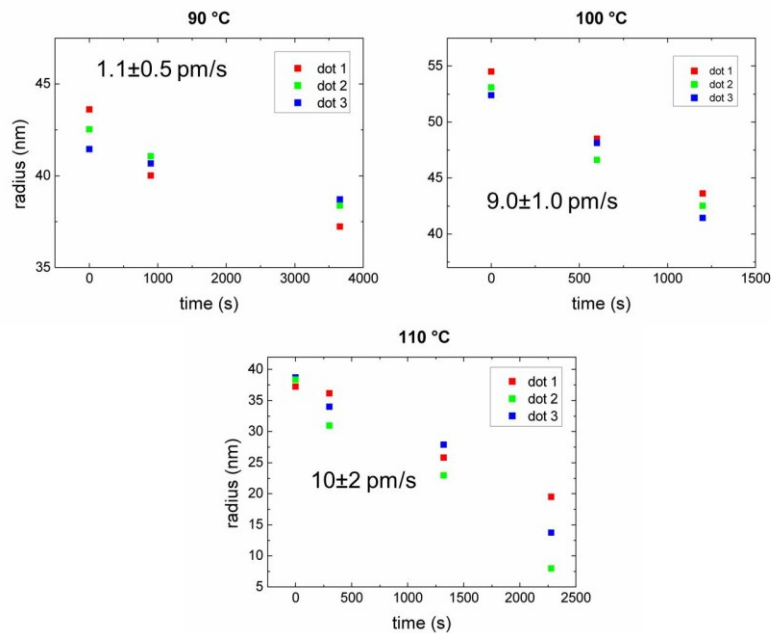 90 °C
45
40
35
radius (nm)
1.1±0.5 pm/s
dot 1
dot 2
dot 3
0 1000 2000 3000 4000
time (s)
100 °C
55
50
45
40
9.0±1.0 pm/s
dot 1
dot 2
dot 3
0 500 1000 1500
time (s)
110 °C
40
35
30
25
20
15
10
5
radius (nm)
10±2 pm/s
dot 1
dot 2
dot 3
0 500 1000 1500 2000 2500
time (s)